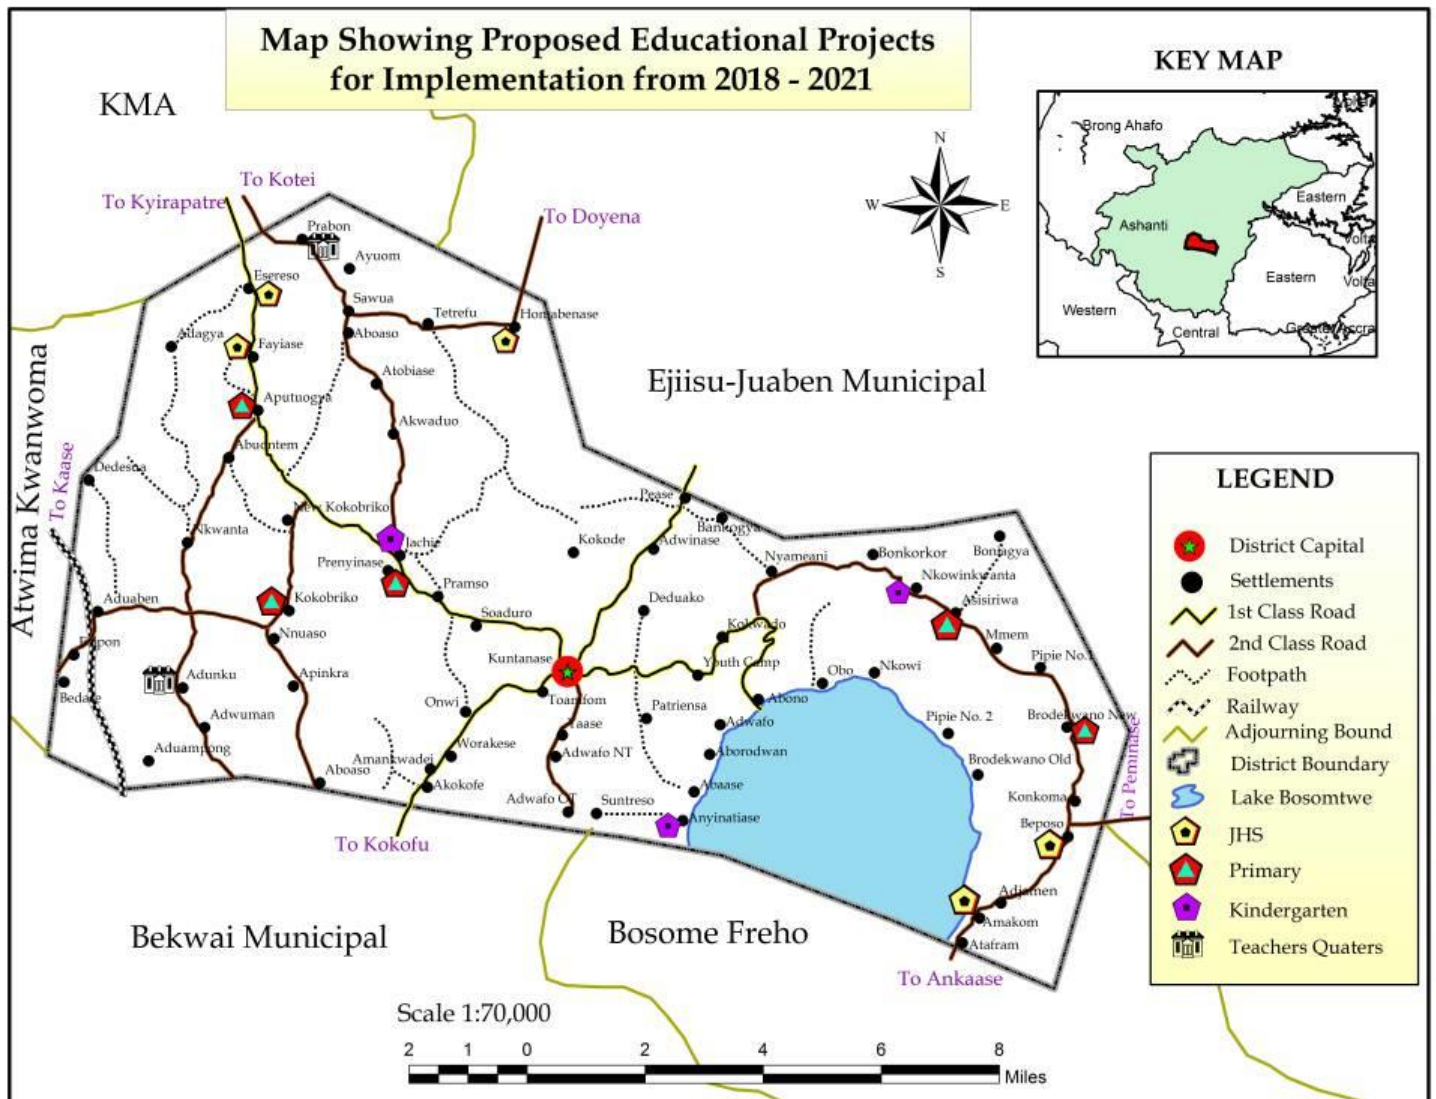 Map Showing Proposed Educational Projects
for Implementation from 2018 - 2021
KMA
KEY MAP
Brong Ahafo
Volta
Eastern
Ashanti
Volta
Eastern
Volta
Western
Central
Greater Accra
N
W
E
S
To Kotei
To Kyirapatre
To Doyena
Prabon
Ayuom
Esereso
Sawua
Tetrefu
Homabenase
Adagya
Fayiase
Aboaso
Atobiase
Aputuogya
Akwaduo
Abuontem
Dedesua
To Kaase
Atwima Kwanwoma
Ejiisu-Juaben Municipal
New Kokobriko
Nkwanta
Jachie
Prenyinase
Pramso
Kokode
Pease
Bankogya
Adwinase
Nyameani
Bonkorkor
Bonjagya
Nkowinkwanta
Asisiriwa
Aduaben
Kokobriko
Nnuaso
Soaduro
Deduako
Kokwado
Mmem
Pipie No.1
Kuntanase
Youth Camp
Obo
Nkowi
Bedase
Adunku
Apinkra
Toamfom
Abono
Onwi
Patriensa
Adwafo
Pipie No. 2
Brodekwano New
To Peminase
Adwuman
Yaase
Aduampong
Worakese
Amankwadei
Adwafo NT
Aborodwan
Brodekwano Old
Aboaso
Akokofe
Adwafo OT
Suntreso
Abaase
Anyinatiase
Konkoma
Beposo
To Kokofu
Adjamen
Amakom
Atafram
To Ankaase
Bekwai Municipal
Bosome Freho
Scale 1:70,000
2 1 0 2 4 6 8
Miles
LEGEND
District Capital
Settlements
1st Class Road
2nd Class Road
Footpath
Railway
Adjourning Bound
District Boundary
Lake Bosomtwe
JHS
Primary
Kindergarten
Teachers Quaters